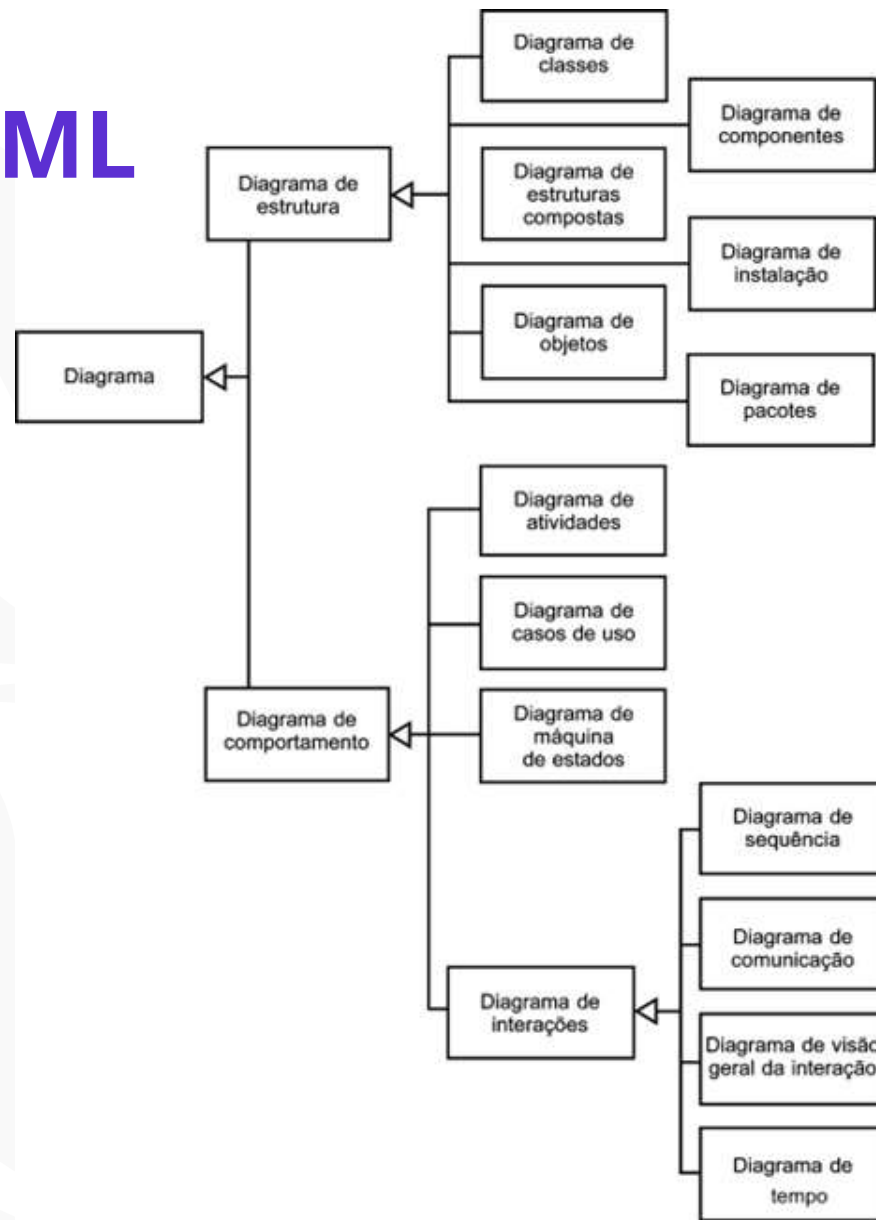 ML
Diagrama de
classes
Diagrama de
componentes
Diagrama de
estrutura
Diagrama de
estruturas
compostas
Diagrama de
instalação
Diagrama de
objetos
Diagrama
Diagrama de
pacotes
Diagrama de
atividades
Diagrama de
casos de uso
Diagrama de
comportamento
Diagrama de
máquina
de estados
Diagrama de
sequência
Diagrama de
comunicação
Diagrama de
interações
Diagrama de visão
geral da interação
Diagrama de
tempo